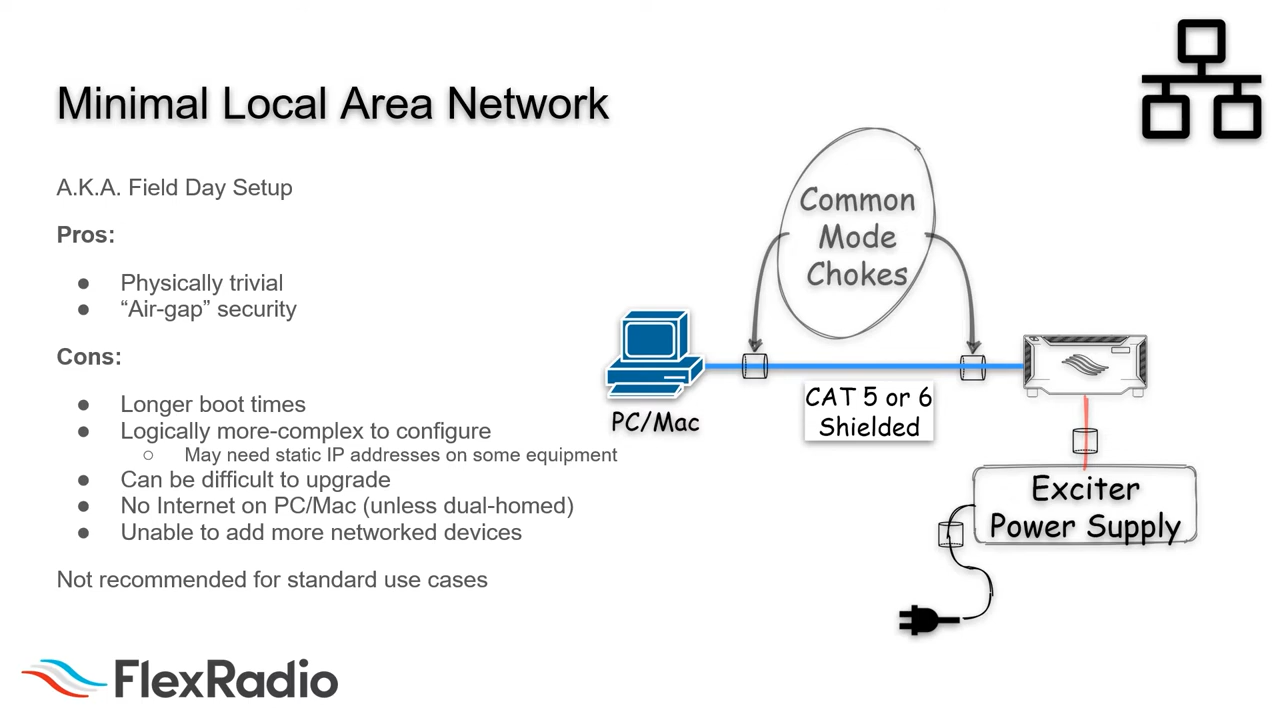 Minimal Local Area Network
A.K.A. Field Day Setup
Pros:
● Physically trivial
● “Air-gap” security
Cons:
● Longer boot times
● Logically more-complex to configure
○ May need static IP addresses on some equipment
● Can be difficult to upgrade
● No Internet on PC/Mac (unless dual-homed)
● Unable to add more networked devices
Not recommended for standard use cases
Common
Mode
Chokes
PC/Mac
CAT 5 or 6
Shielded
Exciter
Power Supply
FlexRadio